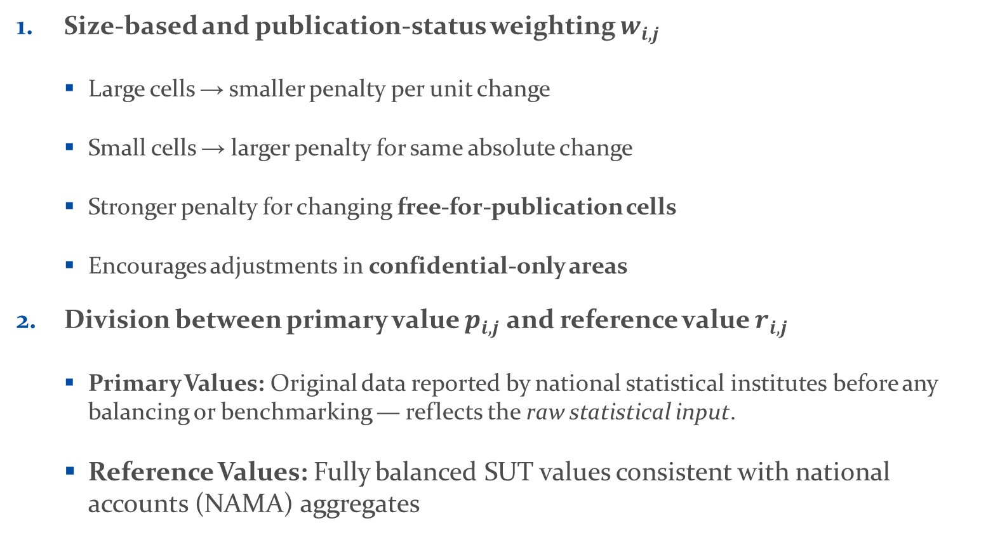 1. Size-based and publication-status weighting w_{i,j}
▪ Large cells → smaller penalty per unit change
▪ Small cells → larger penalty for same absolute change
▪ Stronger penalty for changing free-for-publication cells
▪ Encourages adjustments in confidential-only areas
2. Division between primary value p_{i,j} and reference value r_{i,j}
▪ Primary Values: Original data reported by national statistical institutes before any
balancing or benchmarking — reflects the raw statistical input.
▪ Reference Values: Fully balanced SUT values consistent with national
accounts (NAMA) aggregates